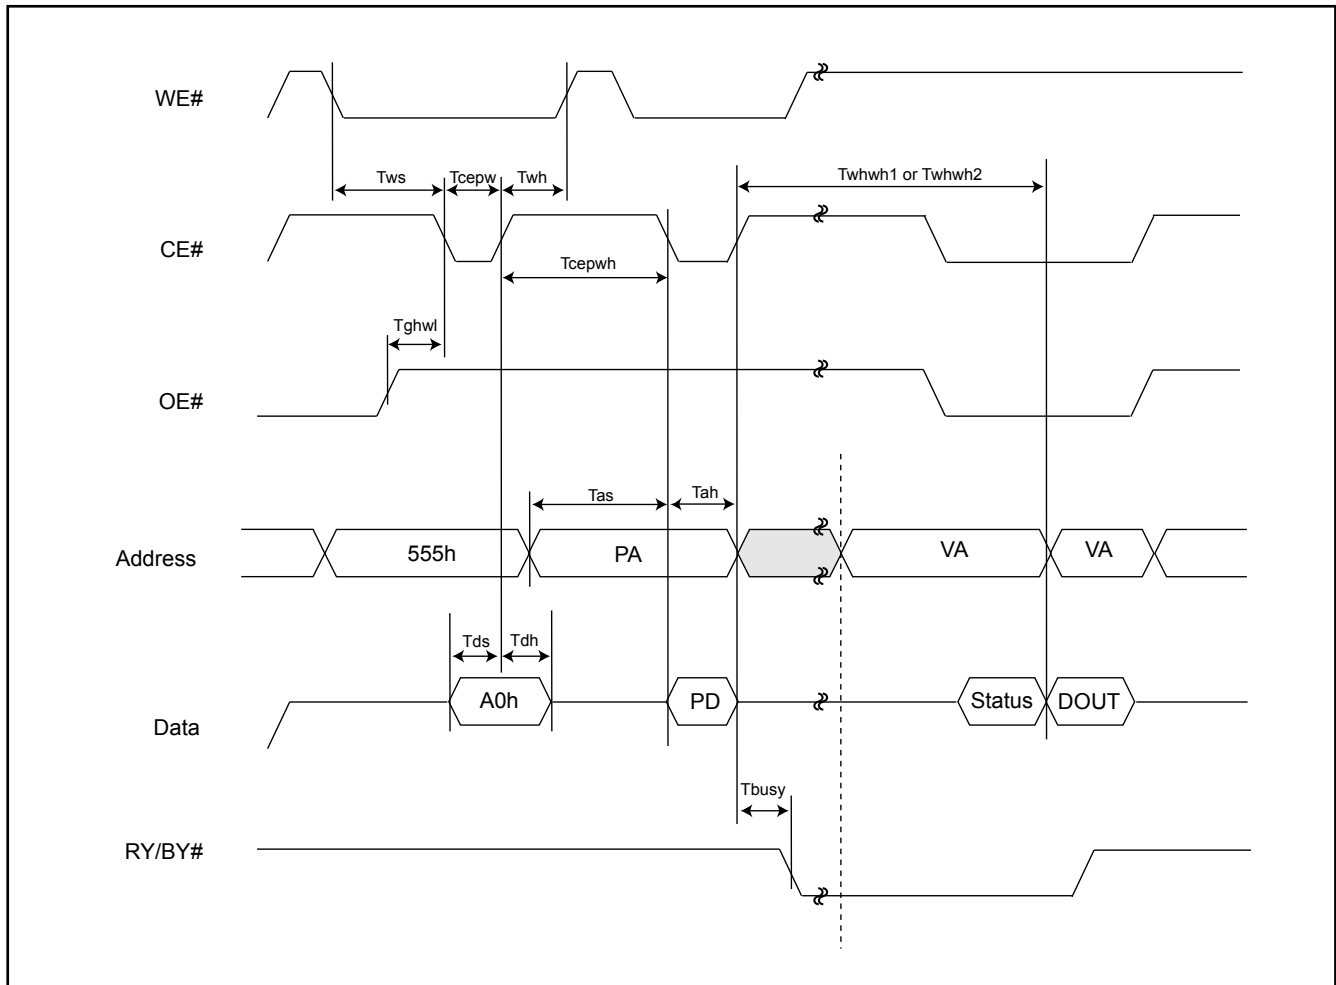 WE#
Tws Tcepw Twh Twhwh1 or Twhwh2
CE#
Tcepwh
Tghwl
OE#
Tas Tah
Address 555h PA VA VA
Tds Tdh
Data A0h PD Status DOUT
Tbusy
RY/BY#